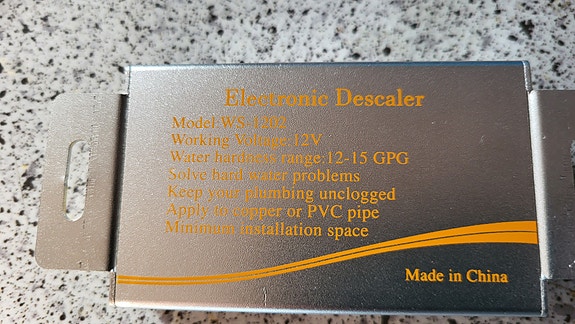 Electronic Descaler
Model:WS-1202
Working Voltage:12V
Water hardness range:12-15 GPG
Solve hard water problems
Keep your plumbing unclogged
Apply to copper or PVC pipe
Minimum installation space
Made in China